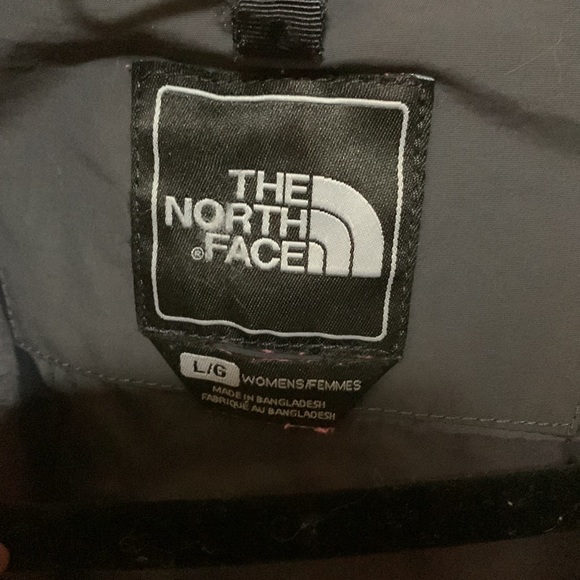 THE
NORTH
®FACE
L/G WOMENS/FEMMES
MADE IN BANGLADESH
FABRIQUÉ AU BANGLADESH